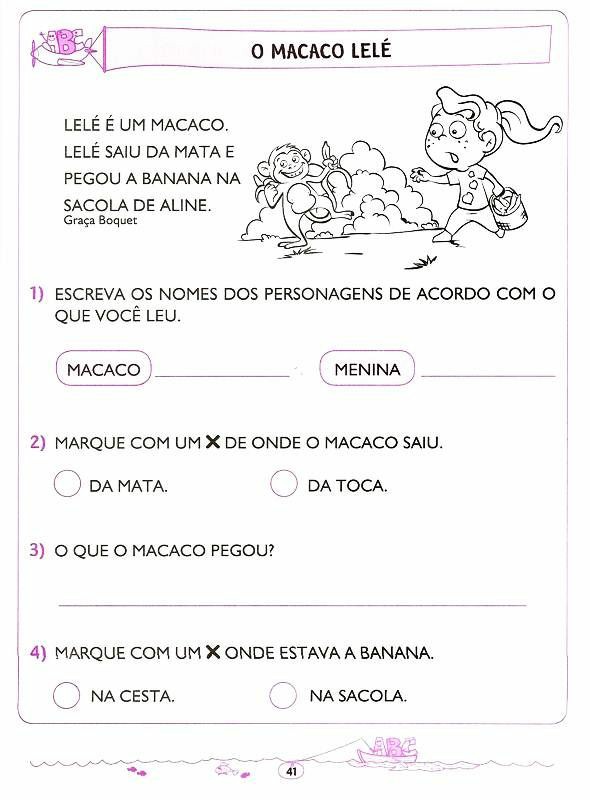 B
O MACACO LELÉ
LELÉ É UM MACACO.
LELÉ SAIU DA MATA E
PEGOU A BANANA NA
SACOLA DE ALINE.
Graça Boquet
1) ESCREVA OS NOMES DOS PERSONAGENS DE ACORDO COM O
QUE VOCÊ LEU.
MACACO
MENINA
2) MARQUE COM UM X DE ONDE O MACACO SAIU.
DA MATA.
DA TOCA.
3) O QUE O MACACO PEGOU?
4) MARQUE COM UM X ONDE ESTAVA A BANANA.
NA CESTA.
NA SACOLA.
ABC
41